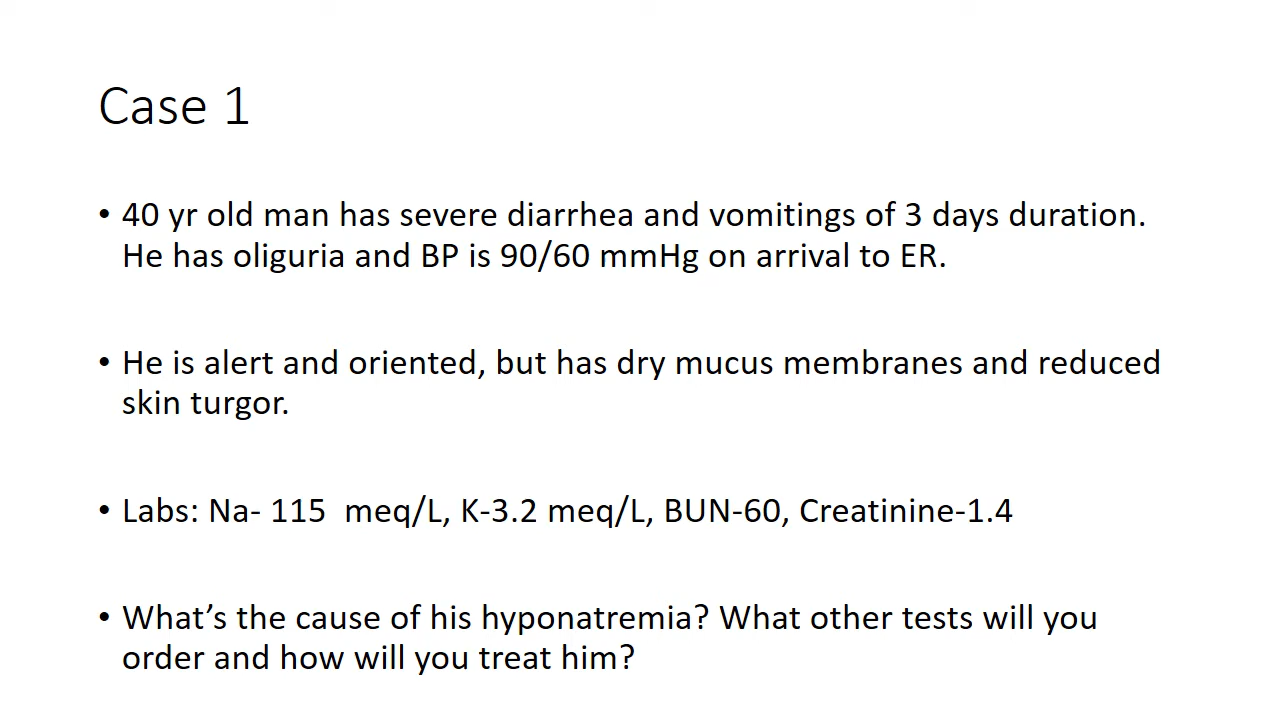 Case 1
• 40 yr old man has severe diarrhea and vomitings of 3 days duration.
He has oliguria and BP is 90/60 mmHg on arrival to ER.
• He is alert and oriented, but has dry mucus membranes and reduced
skin turgor.
• Labs: Na- 115  meq/L, K-3.2 meq/L, BUN-60, Creatinine-1.4
• What’s the cause of his hyponatremia? What other tests will you
order and how will you treat him?